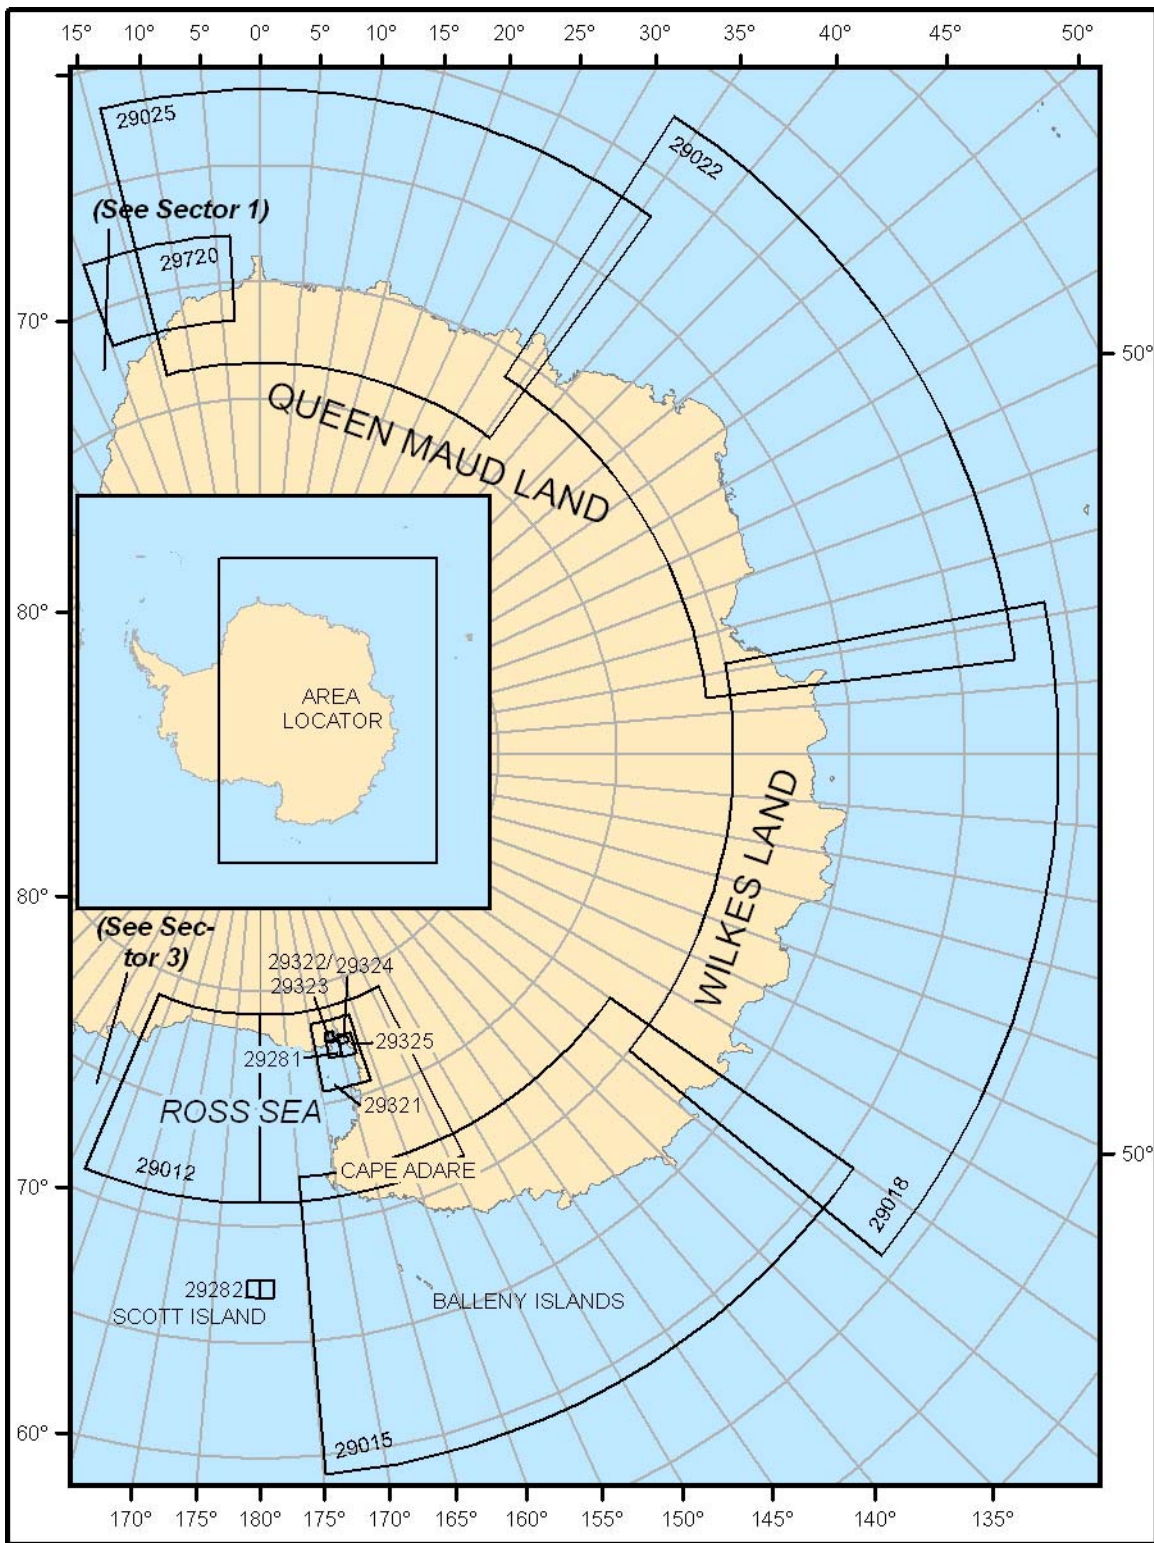 15° 10° 5° 0° 5° 10° 15° 20° 25° 30° 35° 40° 45° 50°
29025
29022
(See Sector 1)
29720
70°
50°
QUEEN MAUD LAND
80°
AREA
LOCATOR
WILKES LAND
80°
(See Sec-
tor 3)
29322/
29323
29324
29325
29281
29321
ROSS SEA
29012
CAPE ADARE
50°
70°
29018
29282
SCOTT ISLAND
BALLENY ISLANDS
60°
29015
170° 175° 180° 175° 170° 165° 160° 155° 150° 145° 140° 135°